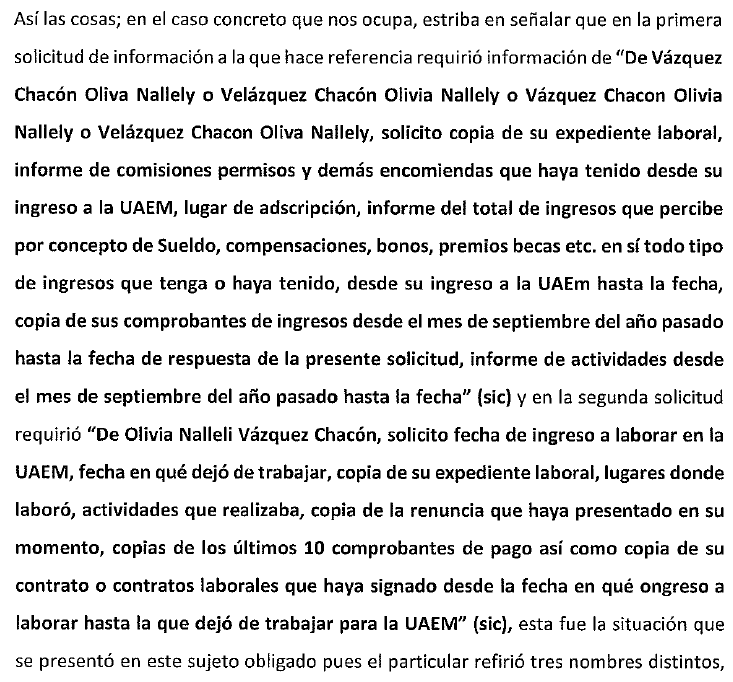 Así las cosas; en el caso concreto que nos ocupa, estriba en señalar que en la primera
solicitud de información a la que hace referencia requirió información de “De Vázquez
Chacón Oliva Nallely o Velázquez Chacón Olivia Nallely o Vázquez Chacon Olivia
Nallely o Velázquez Chacon Oliva Nallely, solicito copia de su expediente laboral,
informe de comisiones permisos y demás encomiendas que haya tenido desde su
ingreso a la UAEM, lugar de adscripción, informe del total de ingresos que percibe
por concepto de Sueldo, compensaciones, bonos, premios becas etc. en sí todo tipo
de ingresos que tenga o haya tenido, desde su ingreso a la UAEm hasta la fecha,
copia de sus comprobantes de ingresos desde el mes de septiembre del año pasado
hasta la fecha de respuesta de la presente solicitud, informe de actividades desde
el mes de septiembre del año pasado hasta la fecha” (sic) y en la segunda solicitud
requirió “De Olivia Nalleli Vázquez Chacón, solicito fecha de ingreso a laborar en la
UAEM, fecha en qué dejó de trabajar, copia de su expediente laboral, lugares donde
laboró, actividades que realizaba, copia de la renuncia que haya presentado en su
momento, copias de los últimos 10 comprobantes de pago así como copia de su
contrato o contratos laborales que haya signado desde la fecha en qué ongreso a
laborar hasta la que dejó de trabajar para la UAEM” (sic), esta fue la situación que
se presentó en este sujeto obligado pues el particular refirió tres nombres distintos,